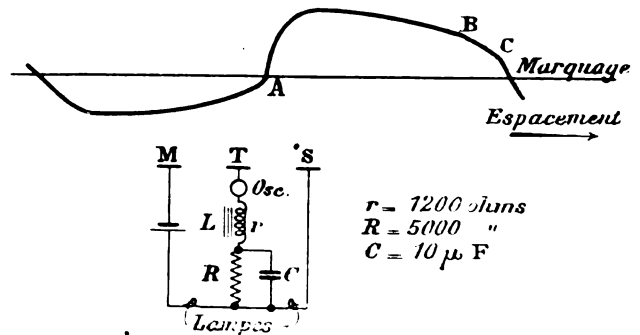 B
C
A
Marquage
Espacement
M T S
Osc.
L r
R C
(Lampes)
r = 1200 ohms
R = 5000 "
C = 10 µ F